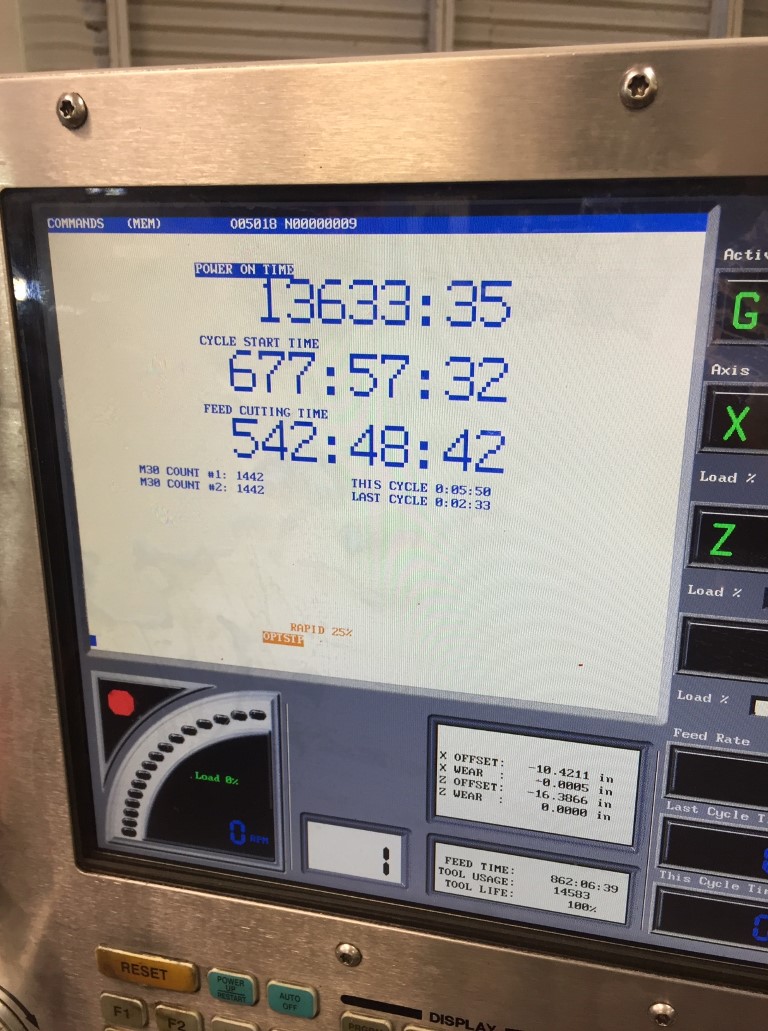 COMMANDS (MEM) O05018 N00000009
POWER ON TIME
13633:35
CYCLE START TIME
677:57:32
FEED CUTTING TIME
542:48:42
M30 COUNT #1: 1442
M30 COUNT #2: 1442
THIS CYCLE 0:05:50
LAST CYCLE 0:02:33
RAPID 25%
OPTSTP
G
Axis
X
Load %
Z
Load %
Load %
Feed Rate
Load 0%
0 RPM
1
X OFFSET: -10.4211 in
X WEAR : -0.0005 in
Z OFFSET: -16.3866 in
Z WEAR : 0.0000 in
FEED TIME: 862:06:39
TOOL USAGE: 14583
TOOL LIFE: 100%
Last Cycle
This Cycle
RESET
POWER UP RESTART
AUTO OFF
F1
F2
DISPLAY